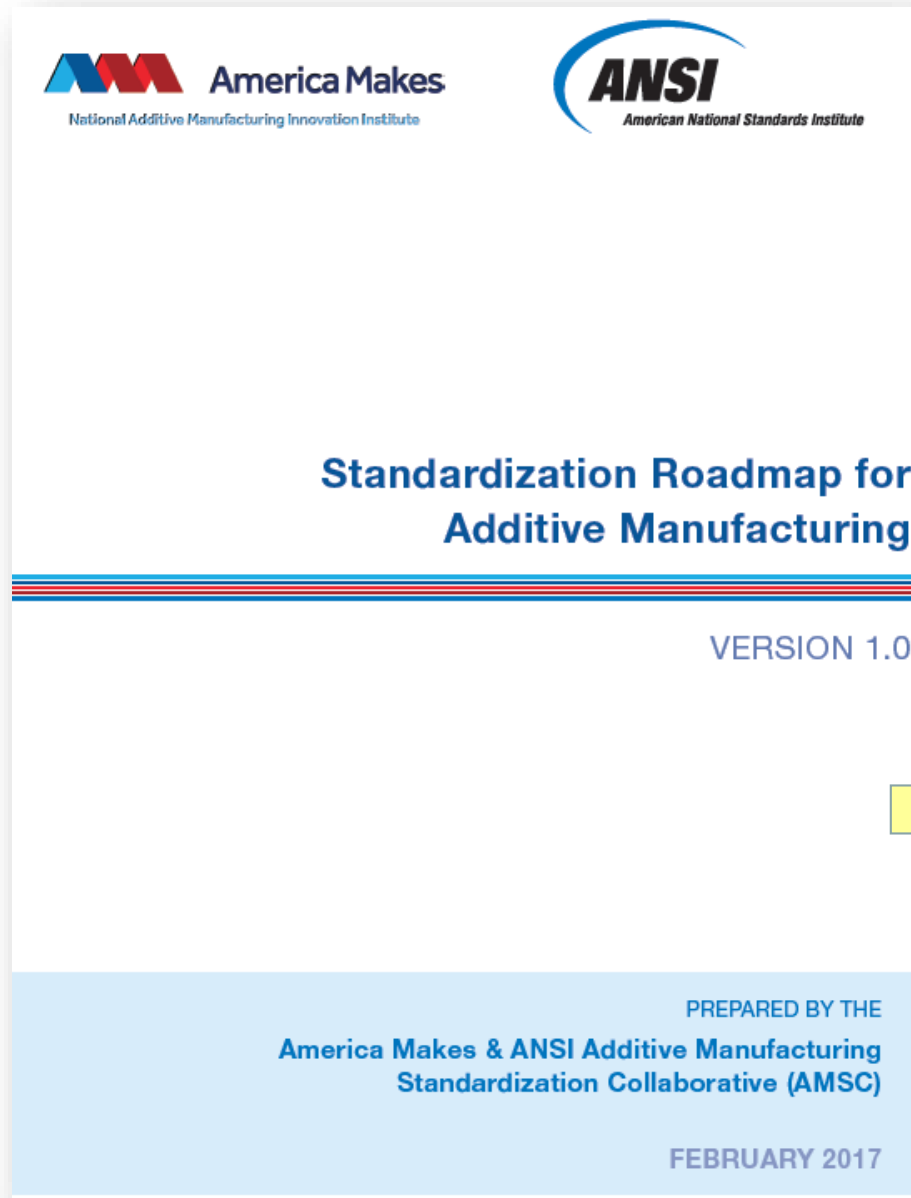 America Makes
National Additive Manufacturing Innovation Institute
ANSI
American National Standards Institute
Standardization Roadmap for
Additive Manufacturing
VERSION 1.0
PREPARED BY THE
America Makes & ANSI Additive Manufacturing
Standardization Collaborative (AMSC)
FEBRUARY 2017